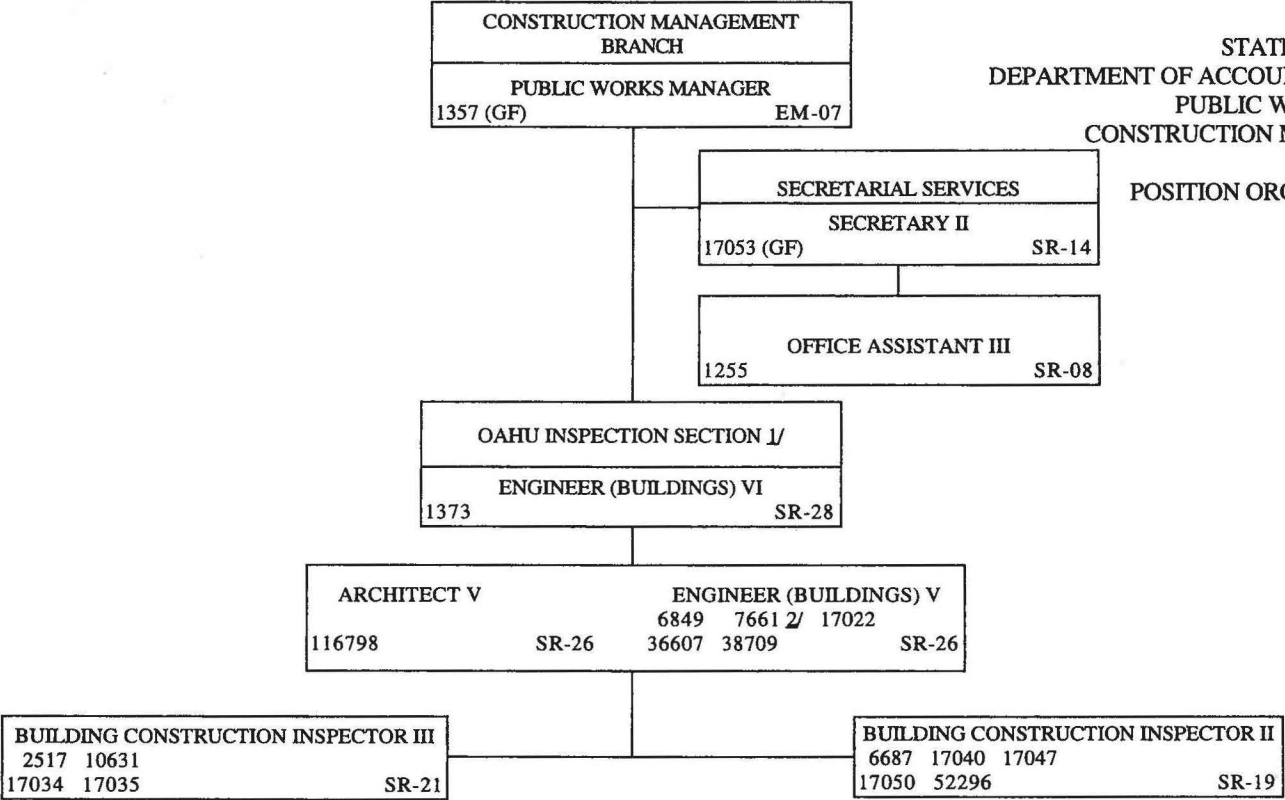 CONSTRUCTION MANAGEMENT
BRANCH
PUBLIC WORKS MANAGER
1357 (GF) EM-07
DEPARTMENT OF
PUBLIC
CONSTRUCTION
POSITION
SECRETARIAL SERVICES
SECRETARY II
17053 (GF) SR-14
OFFICE ASSISTANT III
1255 SR-08
OAHU INSPECTION SECTION 1/
ENGINEER (BUILDINGS) VI
1373 SR-28
ARCHITECT V
116798 SR-26
ENGINEER (BUILDINGS) V
6849 7661 2/ 17022
36607 38709 SR-26
BUILDING CONSTRUCTION INSPECTOR III
2517 10631
17034 17035 SR-21
BUILDING CONSTRUCTION INSPECTOR II
6687 17040 17047
17050 52296 SR-19